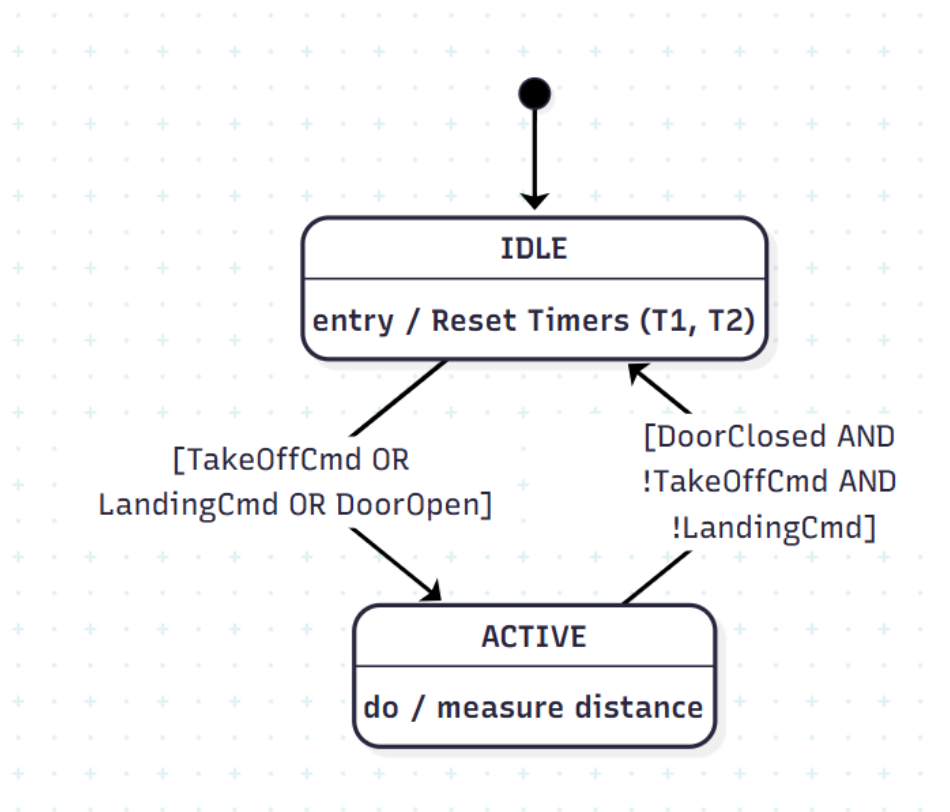 IDLE
entry / Reset Timers (T1, T2)
[TakeOffCmd OR
LandingCmd OR DoorOpen]
[DoorClosed AND
!TakeOffCmd AND
!LandingCmd]
ACTIVE
do / measure distance